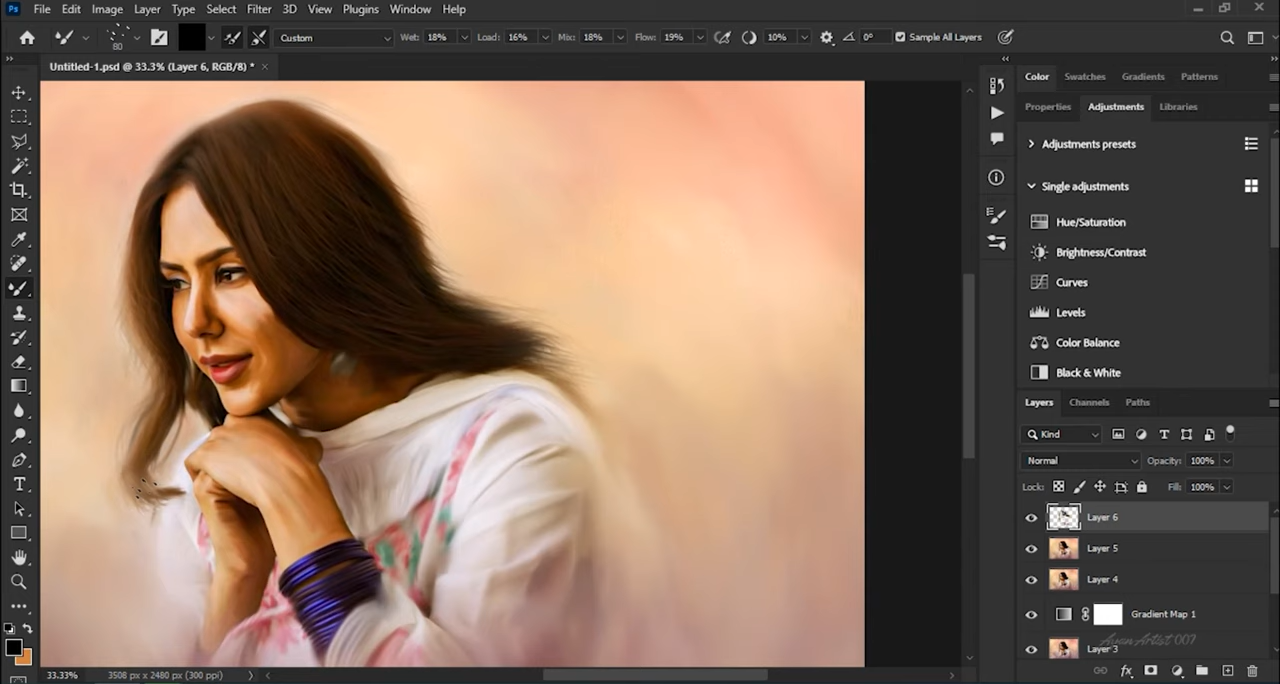 Ps File Edit Image Layer Type Select Filter 3D View Plugins Window Help
80 Custom Wet: 18% Load: 16% Mix: 18% Flow: 19% 10% 0° Sample All Layers
Untitled-1.psd @ 33.3% (Layer 6, RGB/8) *
Color Swatches Gradients Patterns
Properties Adjustments Libraries
Adjustments presets
Single adjustments
Hue/Saturation
Brightness/Contrast
Curves
Levels
Color Balance
Black & White
Layers Channels Paths
Kind
Normal Opacity: 100%
Lock: Fill: 100%
Layer 6
Layer 5
Layer 4
Gradient Map 1
Layer 3
33.33% 3508 px x 2480 px (300 ppi)